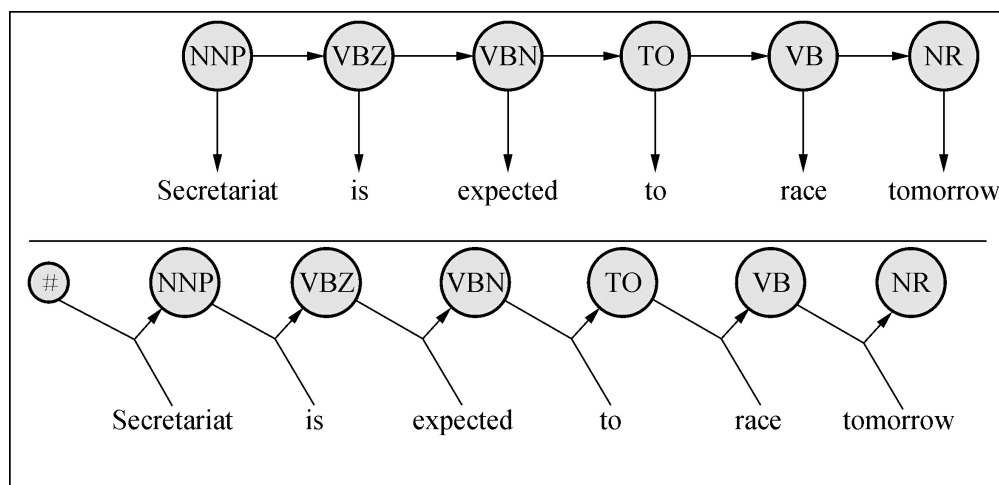 NNP VBZ VBN TO VB NR
Secretariat is expected to race tomorrow
# NNP VBZ VBN TO VB NR
Secretariat is expected to race tomorrow